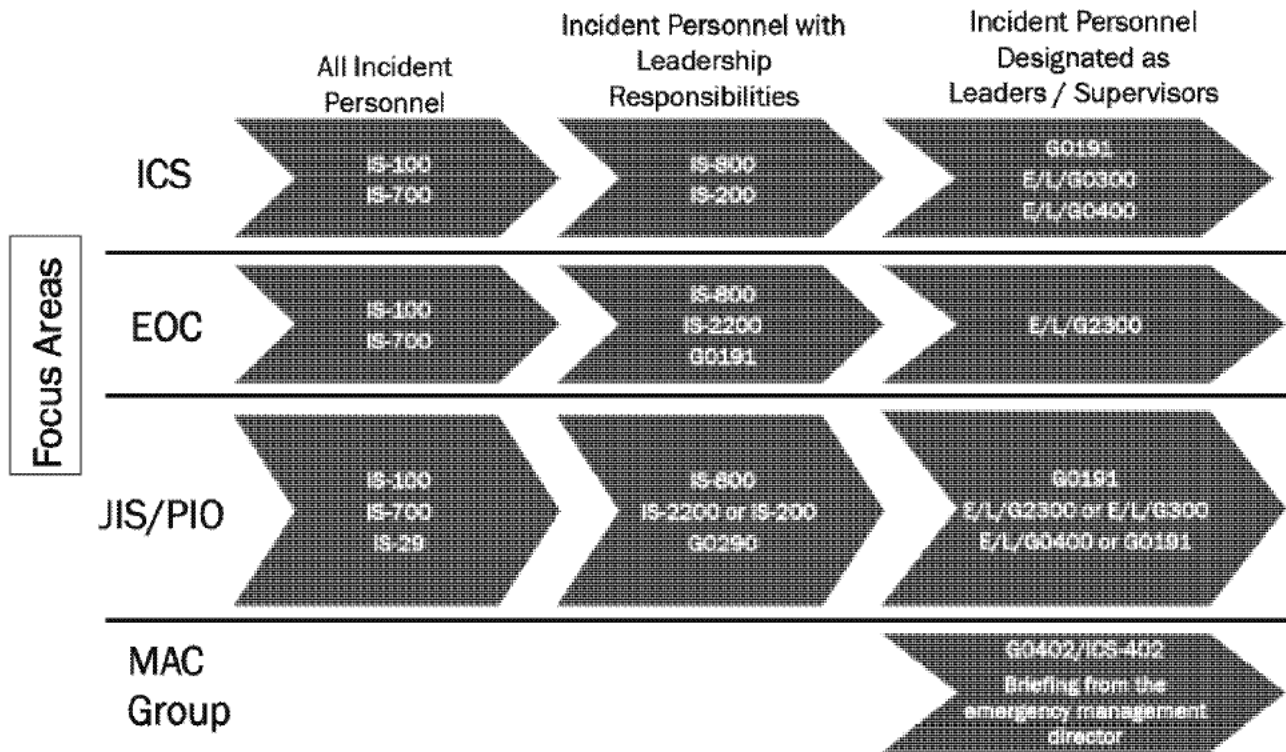 All Incident
Personnel
Incident Personnel with
Leadership
Responsibilities
Incident Personnel
Designated as
Leaders / Supervisors
Focus Areas
ICS
IS-100
IS-700
IS-800
IS-200
G0191
E/L/G0300
E/L/G0400
EOC
IS-100
IS-700
IS-800
IS-2200
G0191
E/L/G2300
JIS/PIO
IS-100
IS-700
IS-29
IS-800
IS-2200 or IS-200
G0290
G0191
E/L/G2300 or E/L/G300
E/L/G0400 or G0191
MAC
Group
G0402/ICS-402
Briefing from the
emergency management
director